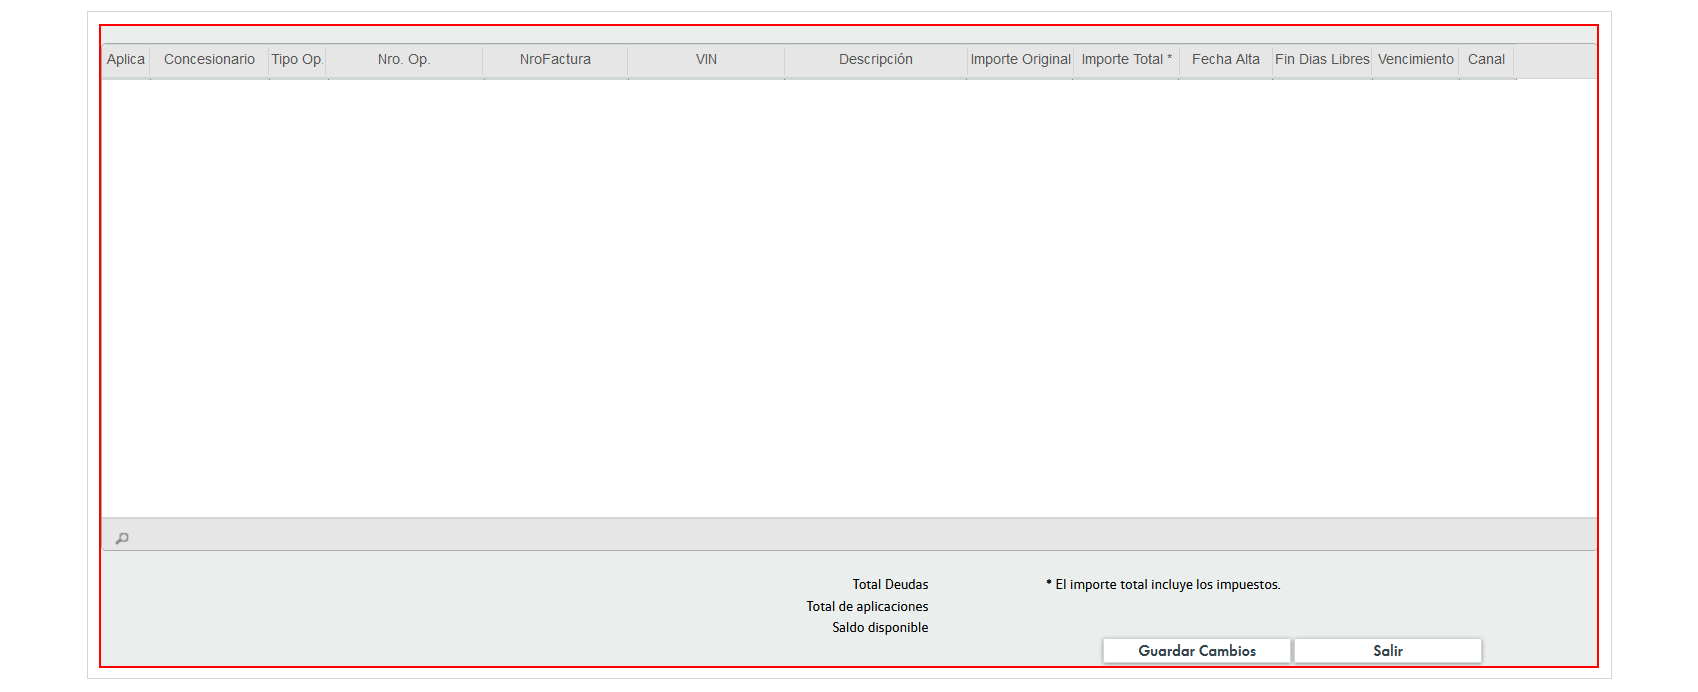 Aplica Concesionario Tipo Op. Nro. Op. NroFactura VIN Descripción Importe Original Importe Total * Fecha Alta Fin Dias Libres Vencimiento Canal
Total Deudas * El importe total incluye los impuestos.
Total de aplicaciones
Saldo disponible
Guardar Cambios Salir